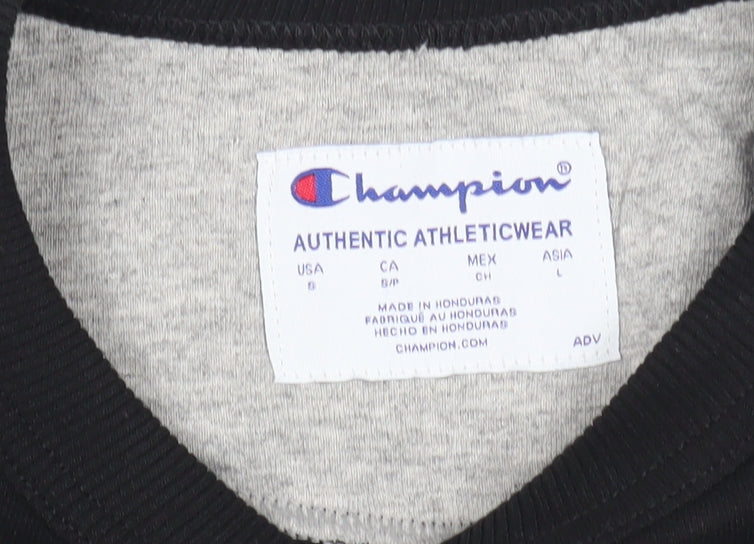 Champion®
AUTHENTIC ATHLETICWEAR
USA CA MEX ASIA
S S/P CH L
MADE IN HONDURAS
FABRIQUÉ AU HONDURAS
HECHO EN HONDURAS
CHAMPION.COM
ADV